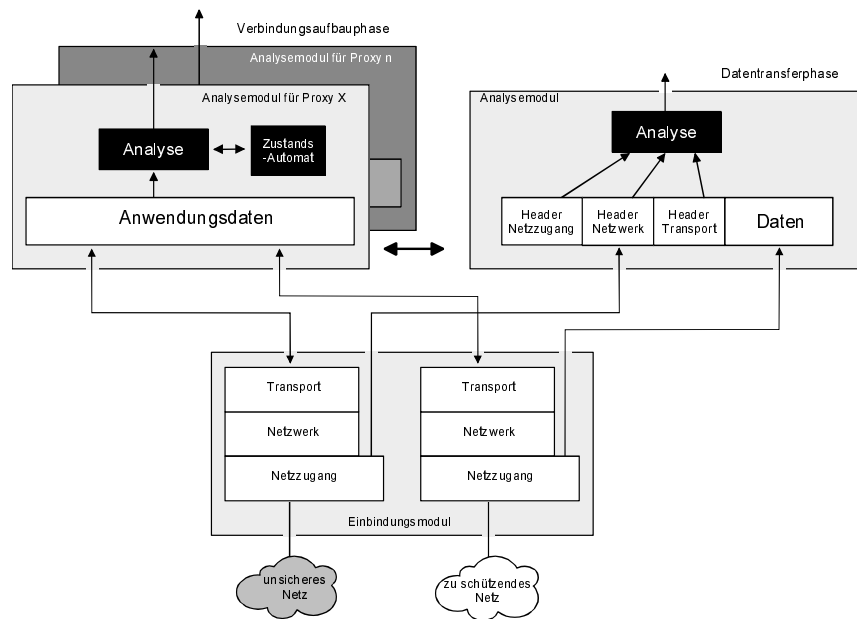 Verbindungsaufbauphase
Analysemodul für Proxy n
Analysemodul für Proxy X
Analyse
Zustands
-Automat
Anwendungsdaten
Datentransferphase
Analysemodul
Analyse
Header
Netzzugang
Header
Netzwerk
Header
Transport
Daten
Transport
Netzwerk
Netzzugang
Transport
Netzwerk
Netzzugang
Einbindungsmodul
unsicheres
Netz
zu schützendes
Netz